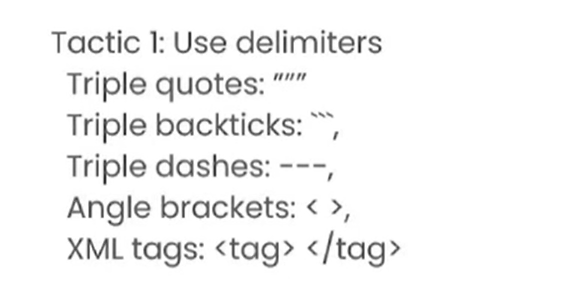 Tactic 1: Use delimiters
Triple quotes: """
Triple backticks: ```,
Triple dashes: ---,
Angle brackets: < >,
XML tags: <tag> </tag>